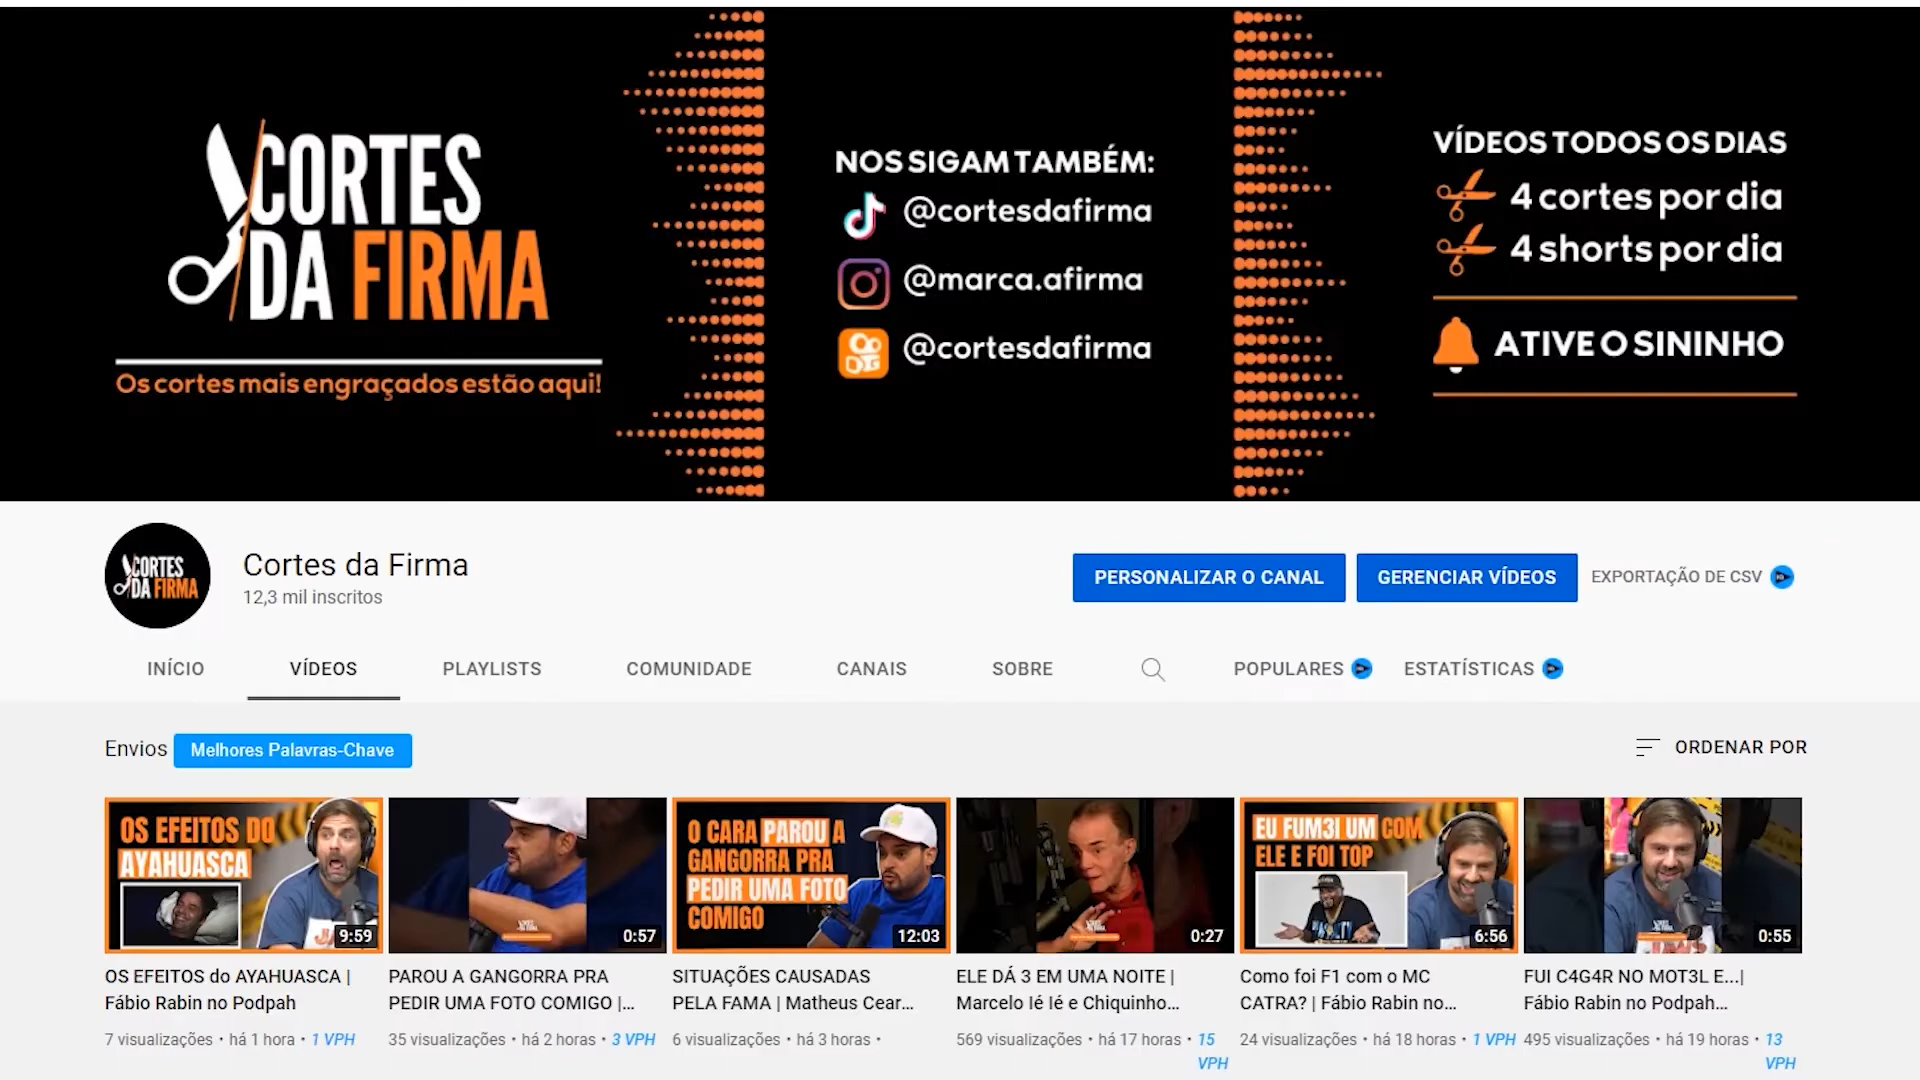 CORTES
DA FIRMA
Os cortes mais engraçados estão aqui!
NOS SIGAM TAMBÉM:
@cortesdafirma
@marca.afirma
@cortesdafirma
VÍDEOS TODOS OS DIAS
4 cortes por dia
4 shorts por dia
ATIVE O SININHO
CORTES
DA FIRMA
Cortes da Firma
12,3 mil inscritos
PERSONALIZAR O CANAL
GERENCIAR VÍDEOS
EXPORTAÇÃO DE CSV
INÍCIO
VÍDEOS
PLAYLISTS
COMUNIDADE
CANAIS
SOBRE
POPULARES
ESTATÍSTICAS
Envios
Melhores Palavras-Chave
ORDENAR POR
OS EFEITOS DO
AYAHUASCA
9:59
0:57
O CARA PAROU A
GANGORRA PRA
PEDIR UMA FOTO
COMIGO
12:03
0:27
EU FUM3I UM COM
ELE E FOI TOP
6:56
0:55
OS EFEITOS do AYAHUASCA |
Fábio Rabin no Podpah
7 visualizações • há 1 hora • 1 VPH
PAROU A GANGORRA PRA
PEDIR UMA FOTO COMIGO |...
35 visualizações • há 2 horas • 3 VPH
SITUAÇÕES CAUSADAS
PELA FAMA | Matheus Cear...
6 visualizações • há 3 horas •
ELE DÁ 3 EM UMA NOITE |
Marcelo Ié Ié e Chiquinho...
569 visualizações • há 17 horas • 15
VPH
Como foi F1 com o MC
CATRA? | Fábio Rabin no...
24 visualizações • há 18 horas • 1 VPH
FUI C4G4R NO MOT3L E...|
Fábio Rabin no Podpah...
495 visualizações • há 19 horas • 13
VPH